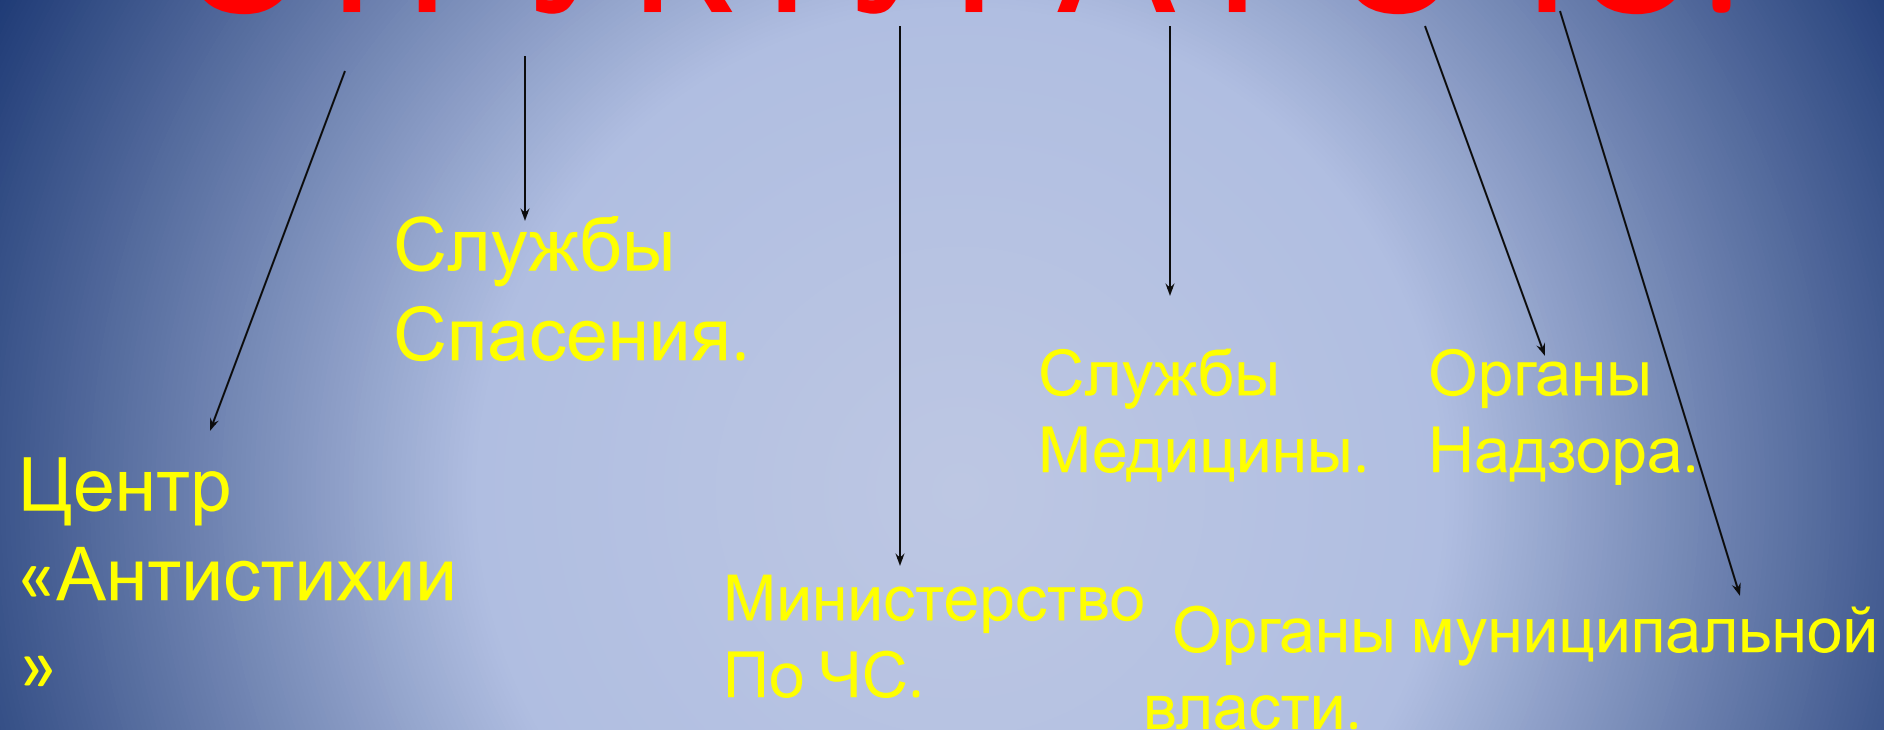 Службы
Спасения.
Службы
Медицины.
Органы
Надзора.
Центр
«Антистихии
»
Министерство
По ЧС.
Органы муниципальной
власти.